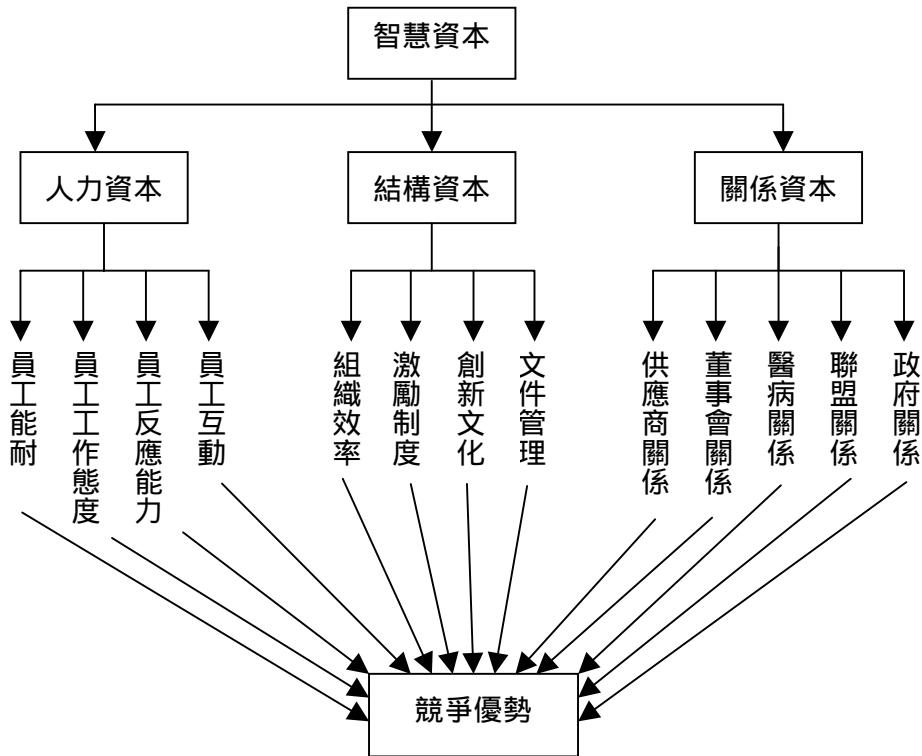 智慧資本
人力資本
結構資本
關係資本
員工能耐
員工工作態度
員工反應能力
員工互動
組織效率
激勵制度
創新文化
文件管理
供應商關係
董事會關係
醫病關係
聯盟關係
政府關係
競爭優勢